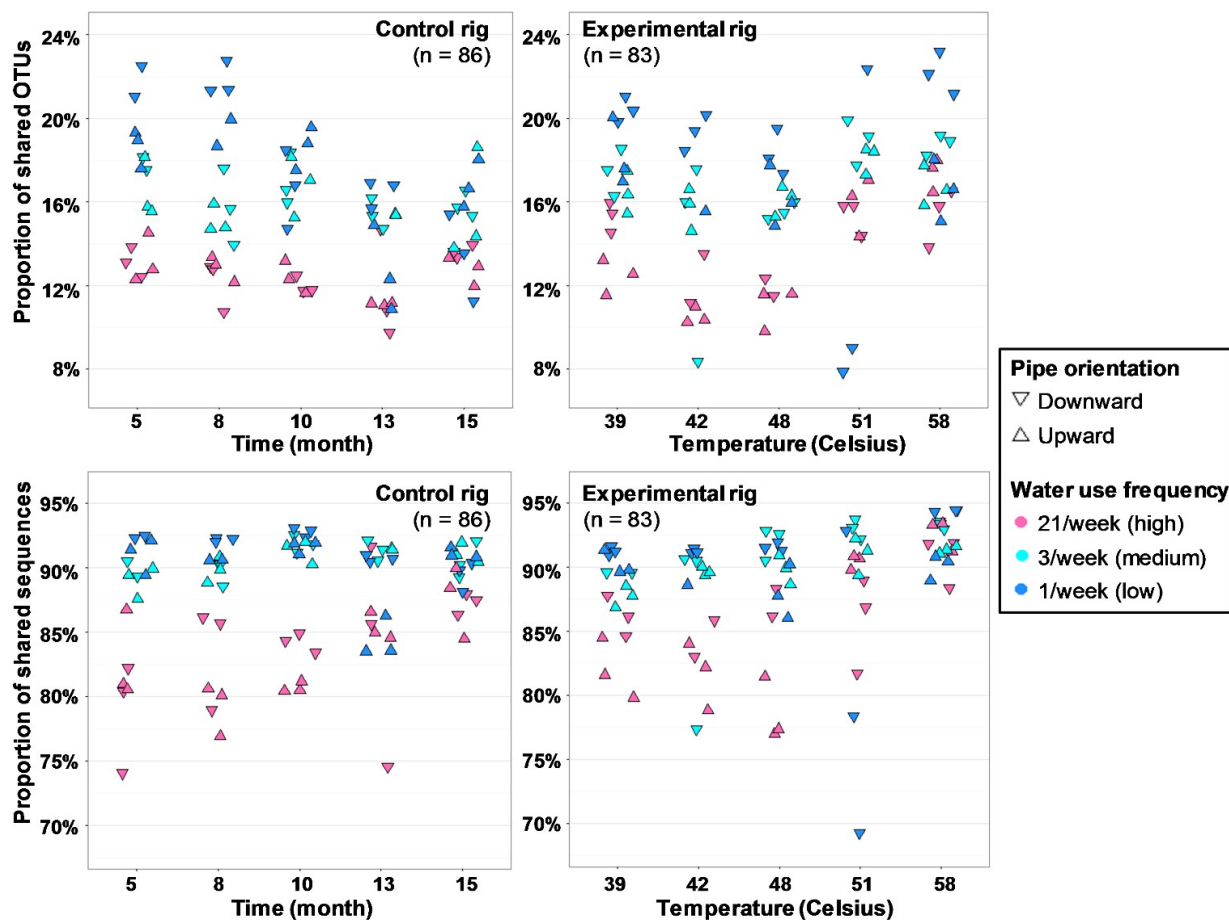 Proportion of shared OTUs
24%
20%
16%
12%
8%
Control rig
(n = 86)
5
8
10
13
15
Time (month)
24%
20%
16%
12%
8%
Experimental rig
(n = 83)
39
42
48
51
58
Temperature (Celsius)
Proportion of shared sequences
95%
90%
85%
80%
75%
70%
Control rig
(n = 86)
5
8
10
13
15
Time (month)
95%
90%
85%
80%
75%
70%
Experimental rig
(n = 83)
39
42
48
51
58
Temperature (Celsius)
Pipe orientation
Downward
Upward
Water use frequency
21/week (high)
3/week (medium)
1/week (low)